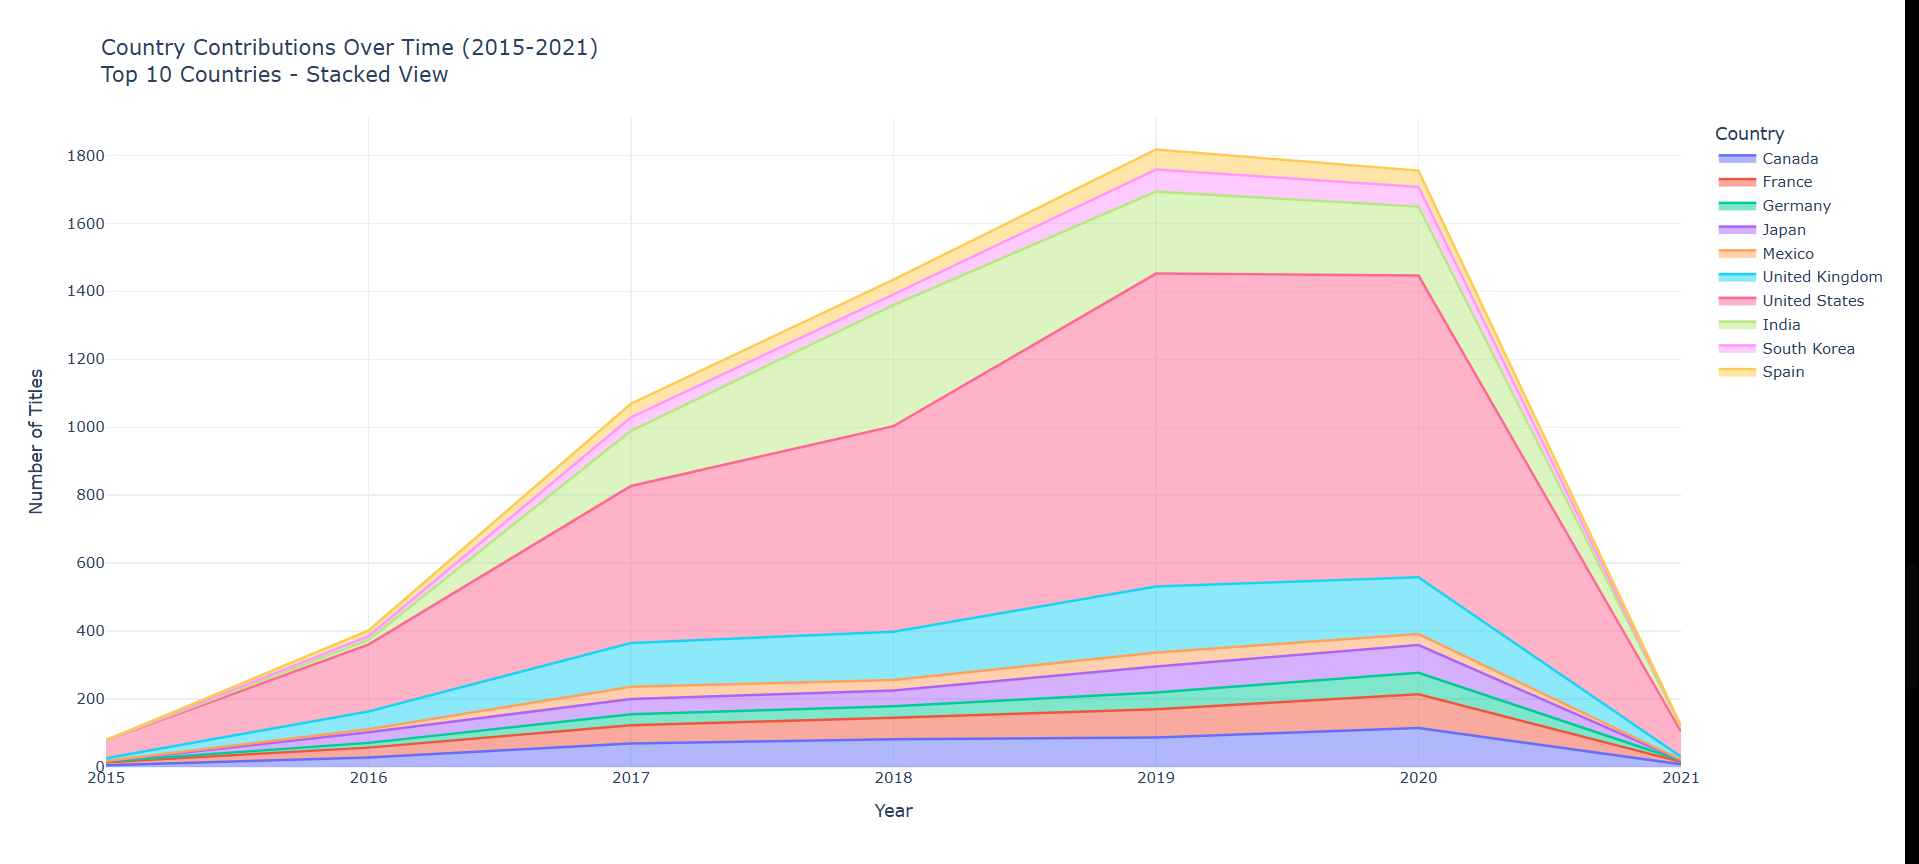 Country Contributions Over Time (2015-2021)
Top 10 Countries - Stacked View
Country
Canada
France
Germany
Japan
Mexico
United Kingdom
United States
India
South Korea
Spain
Number of Titles
1800
1600
1400
1200
1000
800
600
400
200
0
2015
2016
2017
2018
2019
2020
2021
Year